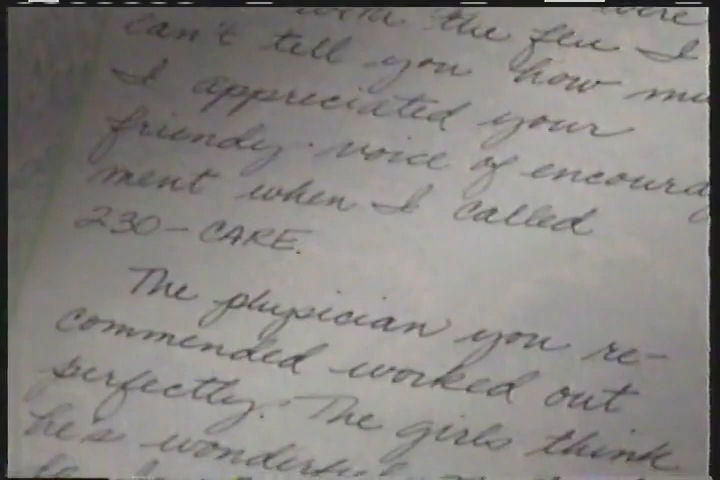 with the flu I
can't tell you how mu
I appreciated your
friendly voice of encoura
ment when I called
230-CARE.
The physician you re-
commended worked out
perfectly. The girls think
he's wonderful